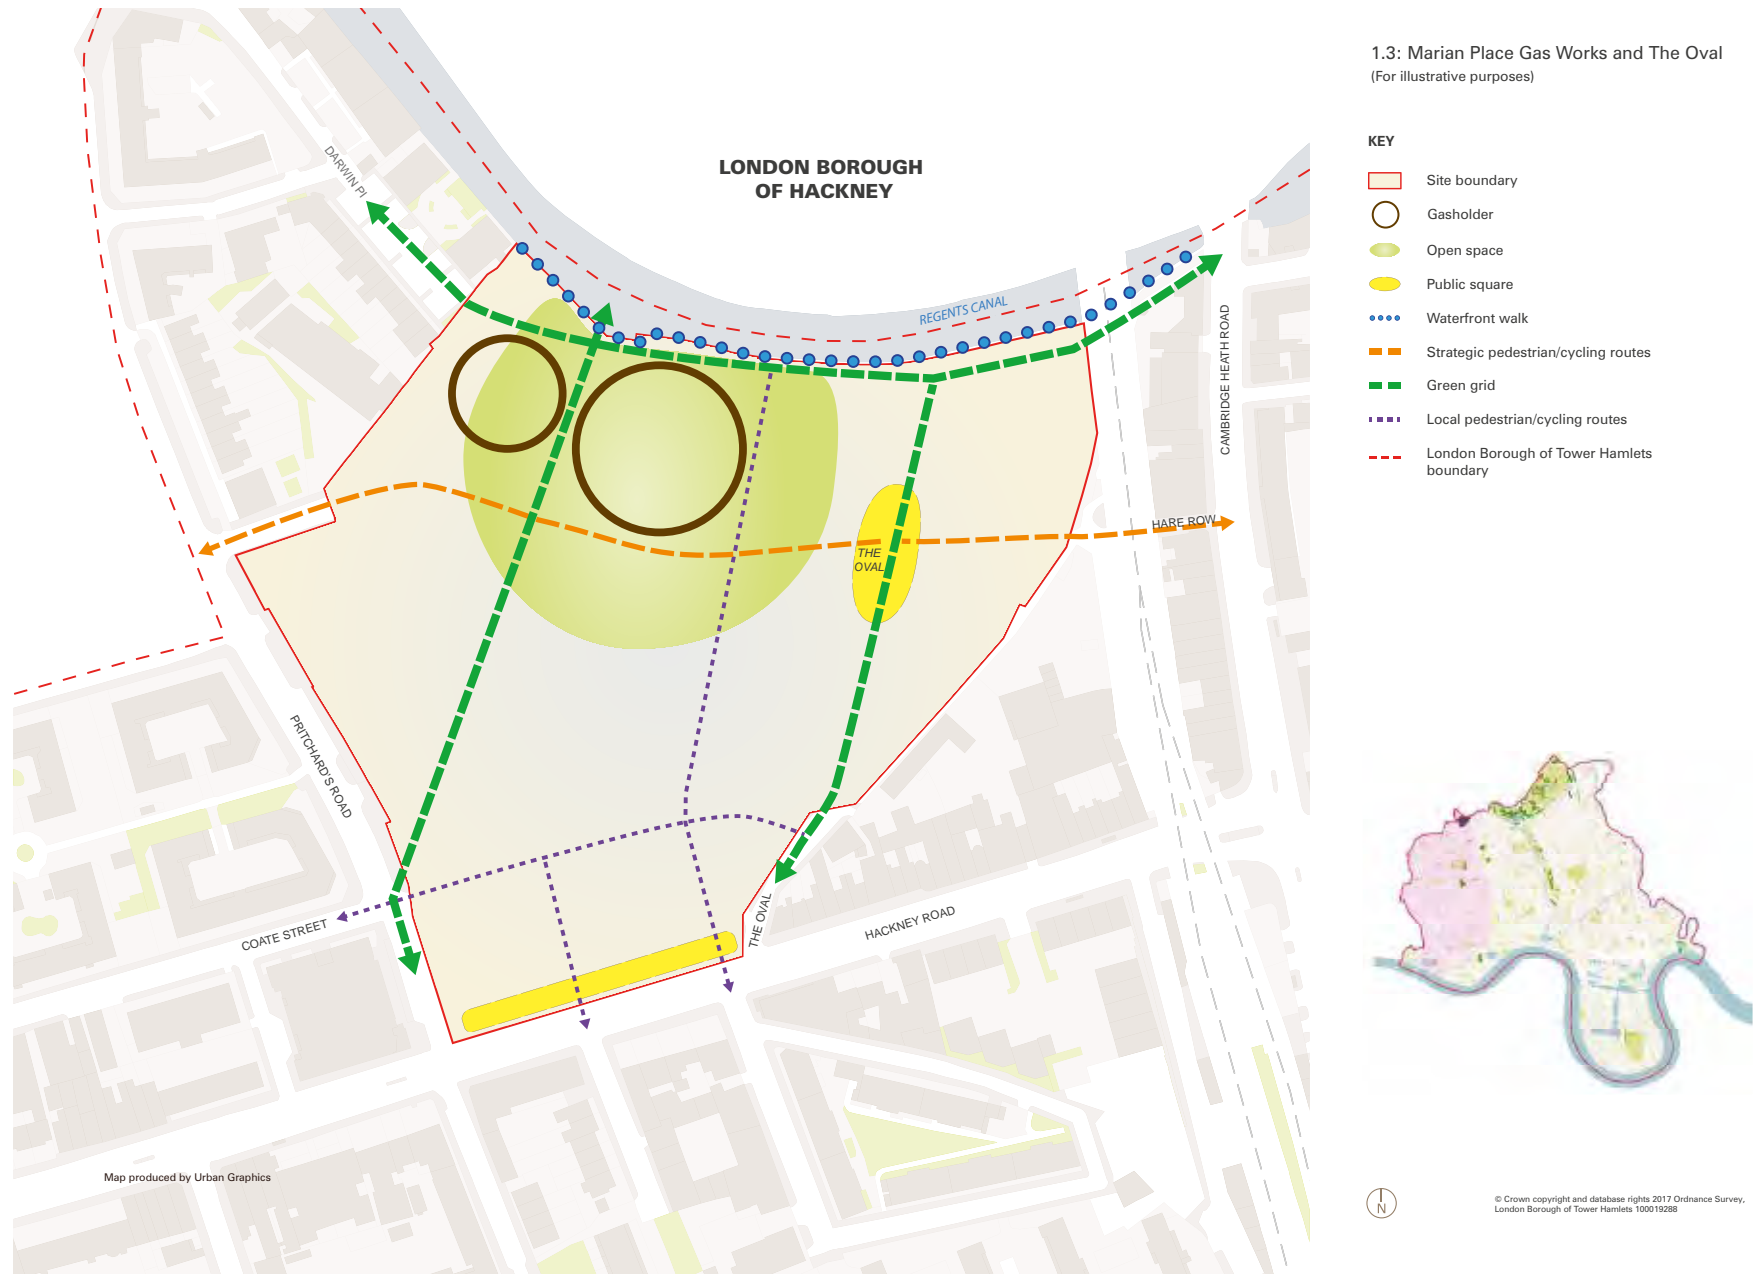 1.3: Marian Place Gas Works and The Oval
(For illustrative purposes)
KEY
Site boundary
Gasholder
Open space
Public square
Waterfront walk
Strategic pedestrian/cycling routes
Green grid
Local pedestrian/cycling routes
London Borough of Tower Hamlets
boundary
LONDON BOROUGH
OF HACKNEY
DARWIN Pl
REGENTS CANAL
CAMBRIDGE HEATH ROAD
HARE ROW
THE
OVAL
PRITCHARD'S ROAD
COATE STREET
THE OVAL
HACKNEY ROAD
Map produced by Urban Graphics
N
© Crown copyright and database rights 2017 Ordnance Survey,
London Borough of Tower Hamlets 100019288